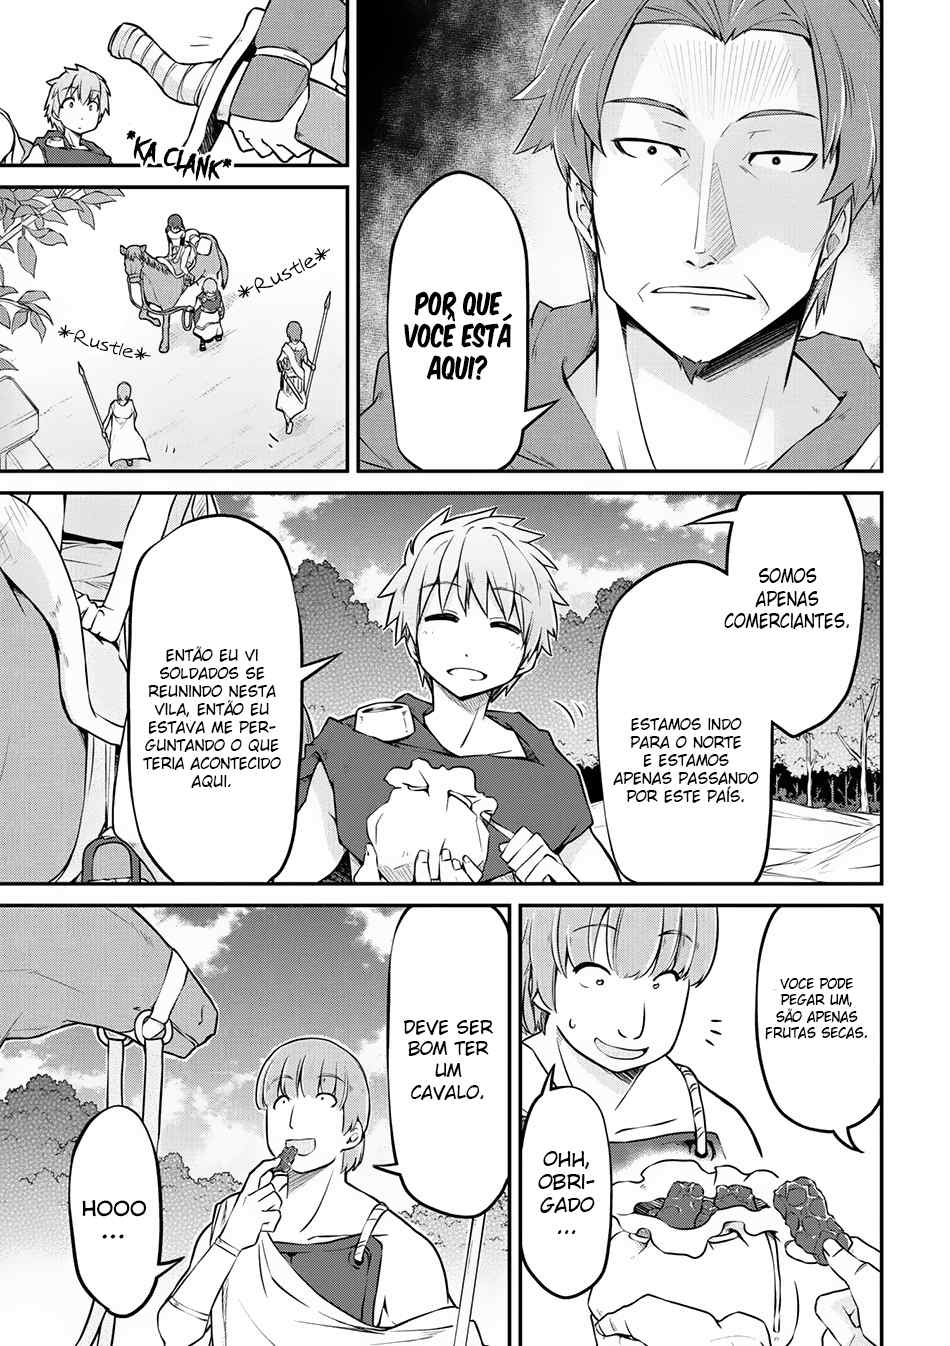 POR QUE
VOCÊ ESTÁ
AQUI?
*KA CLANK*
*Rustle*
*Rustle*
SOMOS
APENAS
COMERCIANTES.
ESTAMOS INDO
PARA O NORTE
E ESTAMOS
APENAS PASSANDO
POR ESTE PAÍS.
ENTÃO EU VI
SOLDADOS SE
REUNINDO NESTA
VILA, ENTÃO EU
ESTAVA ME PER-
GUNTANDO O QUE
TERIA ACONTECIDO
AQUI.
VOCE PODE
PEGAR UM,
SÃO APENAS
FRUTAS SECAS.
OHH,
OBRI-
GADO
...
DEVE SER
BOM TER
UM
CAVALO.
HOOO
...